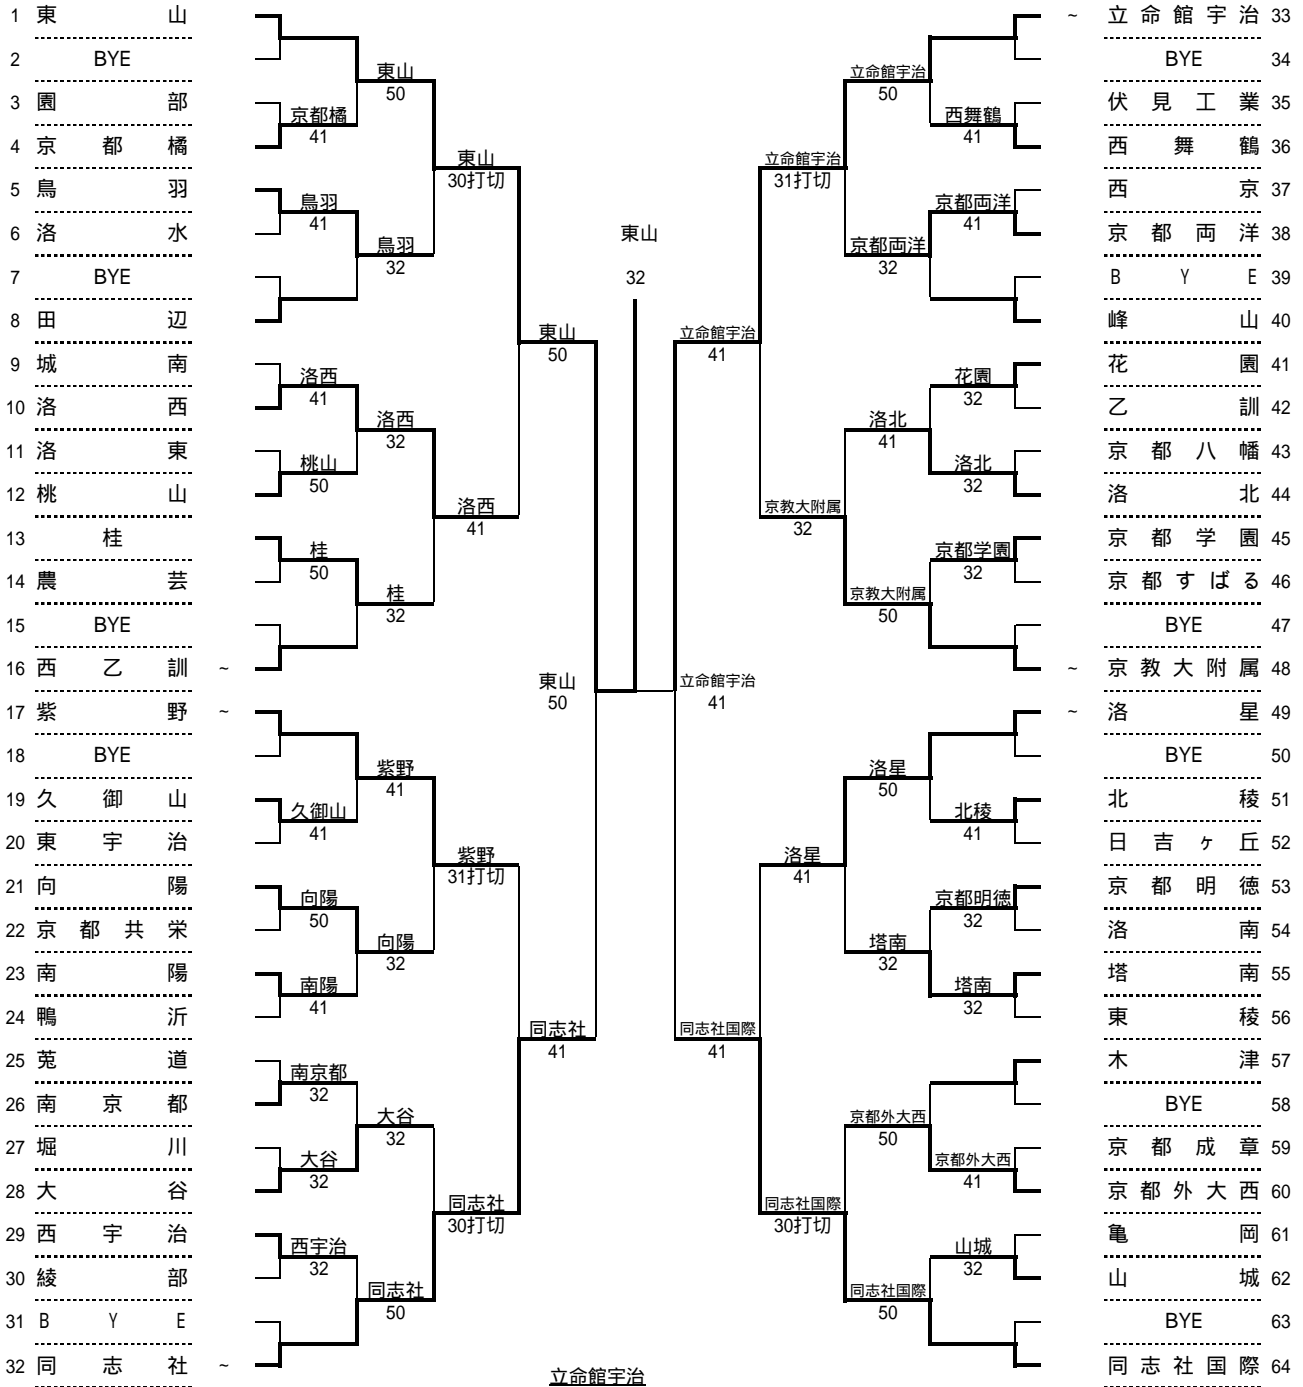 1 東 山
2 BYE
3 園 部
4 京 都 橘
5 鳥 羽
6 洛 水
7 BYE
8 田 辺
9 城 南
10 洛 西
11 洛 東
12 桃 山
13 桂
14 農 芸
15 BYE
16 西 乙 訓 ~
17 紫 野 ~
18 BYE
19 久 御 山
20 東 宇 治
21 向 陽
22 京 都 共 栄
23 南 陽
24 鴨 沂
25 莵 道
26 南 京 都
27 堀 川
28 大 谷
29 西 宇 治
30 綾 部
31 B Y E
32 同 志 社 ~
京都橘
41
鳥羽
41
洛西
41
桃山
50
桂
50
久御山
41
向陽
50
南陽
41
南京都
32
大谷
32
西宇治
32
東山
50
鳥羽
32
洛西
32
桂
32
紫野
41
向陽
32
大谷
32
同志社
50
東山
30打切
洛西
41
紫野
31打切
同志社
30打切
東山
50
同志社
41
東山
50
東山
32
立命館宇治
41
立命館宇治
41
同志社国際
41
立命館宇治
31打切
京教大附属
32
洛星
41
同志社国際
30打切
立命館宇治
50
京都両洋
32
洛北
41
京教大附属
50
洛星
50
塔南
32
京都外大西
50
同志社国際
50
西舞鶴
41
京都両洋
41
花園
32
洛北
32
京都学園
32
北稜
41
京都明徳
32
塔南
32
京都外大西
41
山城
32
~ 立 命 館 宇 治 33
BYE 34
伏 見 工 業 35
西 舞 鶴 36
西 京 37
京 都 両 洋 38
B Y E 39
峰 山 40
花 園 41
乙 訓 42
京 都 八 幡 43
洛 北 44
京 都 学 園 45
京 都 す ば る 46
BYE 47
~ 京 教 大 附 属 48
~ 洛 星 49
BYE 50
北 稜 51
日 吉 ヶ 丘 52
京 都 明 徳 53
洛 南 54
塔 南 55
東 稜 56
木 津 57
BYE 58
京 都 成 章 59
京 都 外 大 西 60
亀 岡 61
山 城 62
BYE 63
同 志 社 国 際 64
立命館宇治